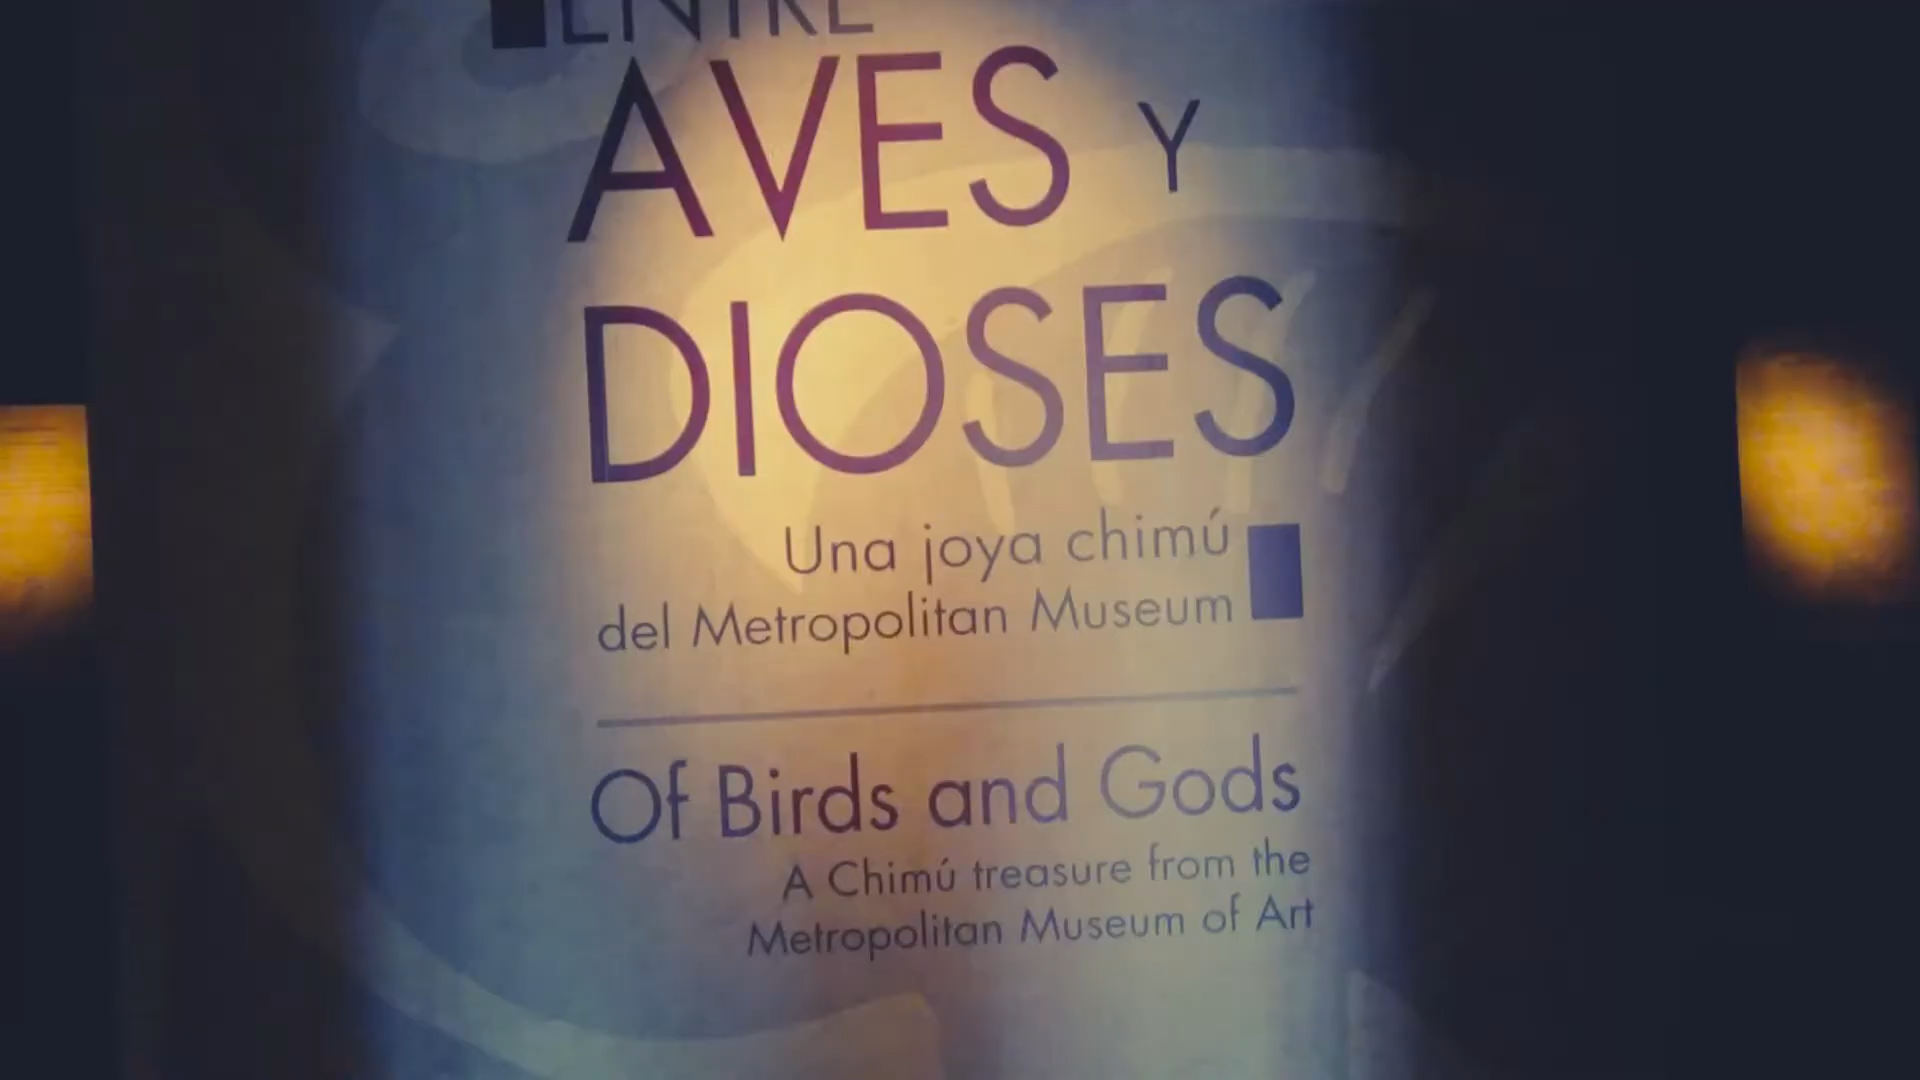 ENTRE
AVES Y
DIOSES
Una joya chimú
del Metropolitan Museum
Of Birds and Gods
A Chimú treasure from the
Metropolitan Museum of Art